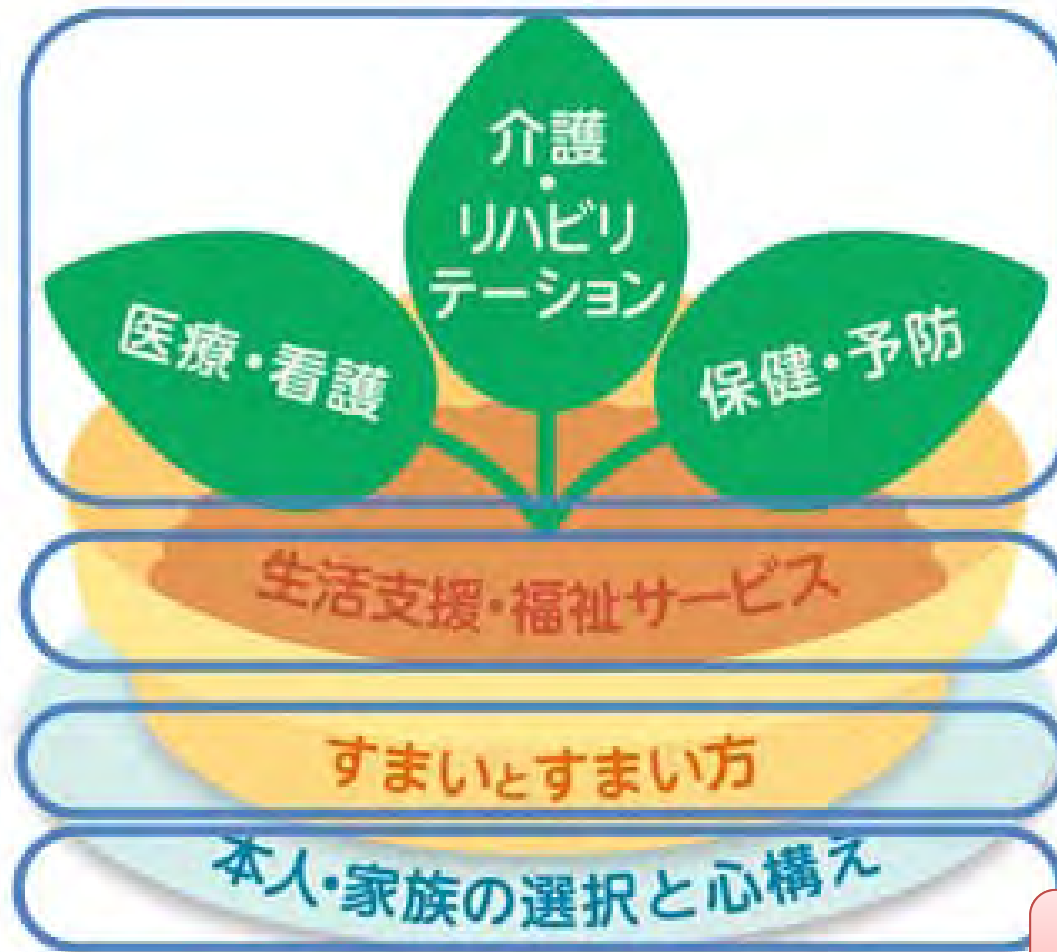 介護
・
リハビリ
テーション
医療・看護
保健・予防
生活支援・福祉サービス
すまいとすまい方
本人・家族の選択と心構え